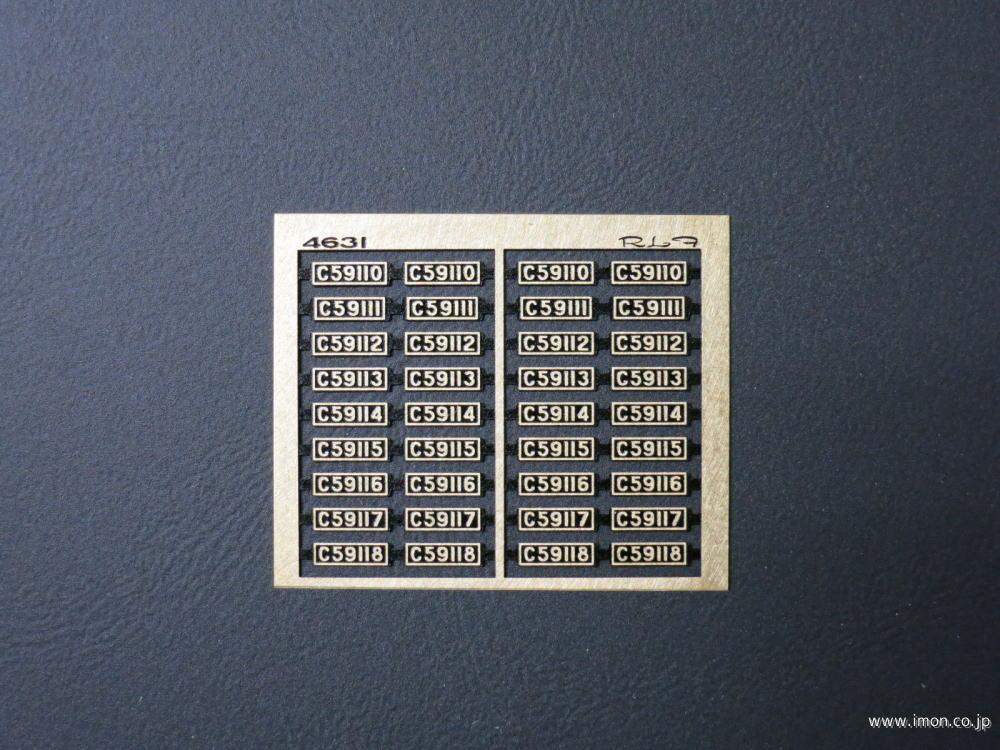 4631 RLF
C59110 C59110 C59110 C59110
C59111 C59111 C59111 C59111
C59112 C59112 C59112 C59112
C59113 C59113 C59113 C59113
C59114 C59114 C59114 C59114
C59115 C59115 C59115 C59115
C59116 C59116 C59116 C59116
C59117 C59117 C59117 C59117
C59118 C59118 C59118 C59118
www.imon.co.jp